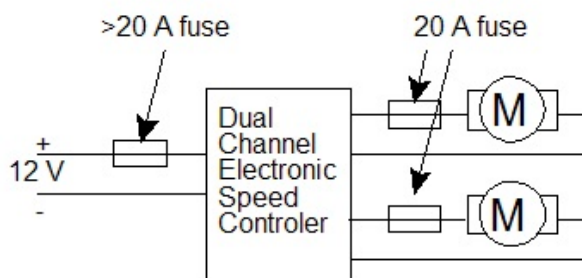 >20 A fuse
20 A fuse
Dual
Channel
Electronic
Speed
Controler
+
12 V
-
M
M